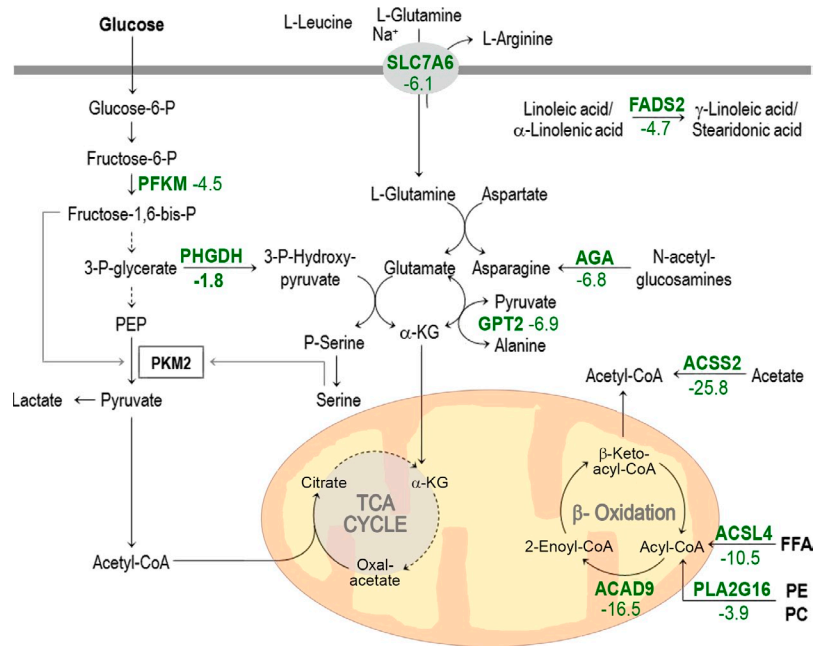 Glucose
L-Leucine
L-Glutamine
Na+
L-Arginine
SLC7A6
-6.1
Glucose-6-P
Linoleic acid/
α-Linolenic acid
FADS2
-4.7
γ-Linoleic acid/
Stearidonic acid
Fructose-6-P
PFKM -4.5
L-Glutamine
Aspartate
Fructose-1,6-bis-P
3-P-glycerate
PHGDH
-1.8
3-P-Hydroxy-
pyruvate
Glutamate
Asparagine
AGA
-6.8
N-acetyl-
glucosamines
Pyruvate
GPT2 -6.9
Alanine
PEP
P-Serine
α-KG
PKM2
Acetyl-CoA
ACSS2
-25.8
Acetate
Lactate
Pyruvate
Serine
Citrate
α-KG
TCA
CYCLE
Oxal-
acetate
β-Keto-
acyl-CoA
β- Oxidation
2-Enoyl-CoA
Acyl-CoA
ACSL4
-10.5
FFA
Acetyl-CoA
ACAD9
-16.5
PLA2G16
-3.9
PE
PC